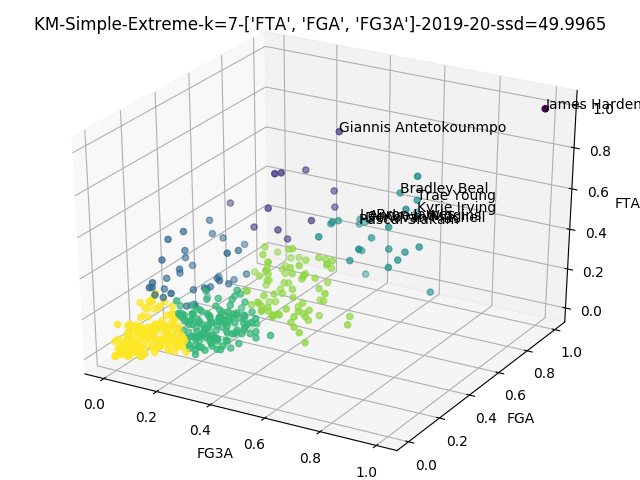 KM-Simple-Extreme-k=7-['FTA', 'FGA', 'FG3A']-2019-20-ssd=49.9965
James Harden
Giannis Antetokounmpo
Bradley Beal
Trae Young
Kyrie Irving
Pascal Siakam
FTA
1.0
0.8
0.6
0.4
0.2
0.0
FGA
1.0
0.8
0.6
0.4
0.2
0.0
FG3A
0.0
0.2
0.4
0.6
0.8
1.0